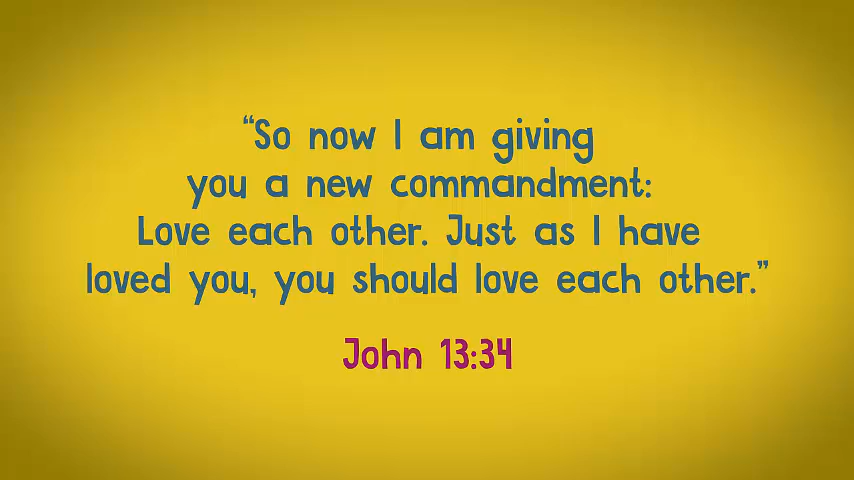 “So now I am giving
you a new commandment:
Love each other. Just as I have
loved you, you should love each other.”
John 13:34